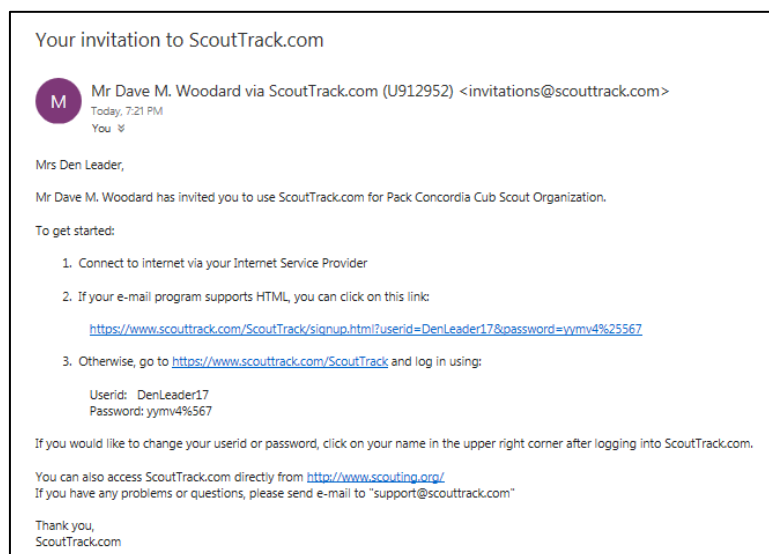 Your invitation to ScoutTrack.com
M
Mr Dave M. Woodard via ScoutTrack.com (U912952) <invitations@scouttrack.com>
Today, 7:21 PM
You
Mrs Den Leader,
Mr Dave M. Woodard has invited you to use ScoutTrack.com for Pack Concordia Cub Scout Organization.
To get started:
1. Connect to internet via your Internet Service Provider
2. If your e-mail program supports HTML, you can click on this link:
https://www.scouttrack.com/ScoutTrack/signup.html?userid=DenLeader17&password=yymv4%25567
3. Otherwise, go to https://www.scouttrack.com/ScoutTrack and log in using:
Userid: DenLeader17
Password: yymv4%567
If you would like to change your userid or password, click on your name in the upper right corner after logging into ScoutTrack.com.
You can also access ScoutTrack.com directly from http://www.scouting.org/
If you have any problems or questions, please send e-mail to "support@scouttrack.com"
Thank you,
ScoutTrack.com